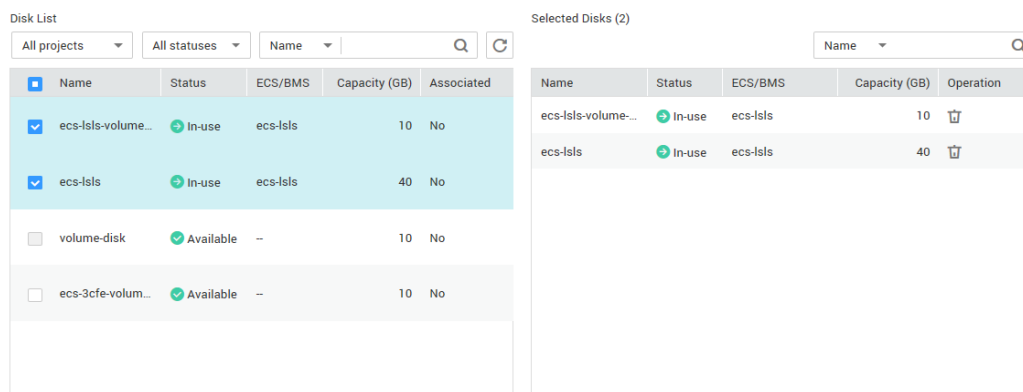 Disk List
All projects All statuses Name
Name Status ECS/BMS Capacity (GB) Associated
ecs-lsls-volume... In-use ecs-lsls 10 No
ecs-lsls In-use ecs-lsls 40 No
volume-disk Available -- 10 No
ecs-3cfe-volum... Available -- 10 No
Selected Disks (2)
Name
Name Status ECS/BMS Capacity (GB) Operation
ecs-lsls-volume-... In-use ecs-lsls 10
ecs-lsls In-use ecs-lsls 40